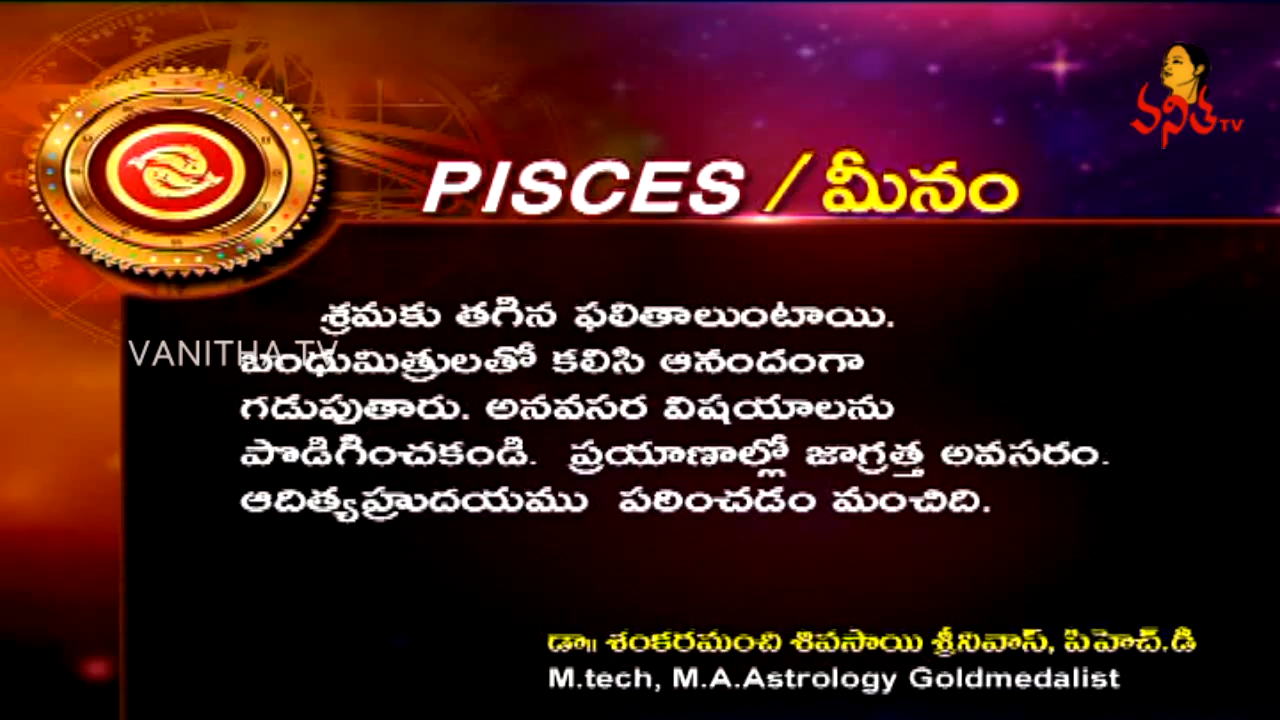 వనిత TV
PISCES / మీనం
శ్రమకు తగిన ఫలితాలుంటాయి.
VANITHA TV
బంధుమిత్రులతో కలిసి ఆనందంగా
గడుపుతారు. అనవసర విషయాలను
పొడిగించకండి. ప్రయాణాల్లో జాగ్రత్త అవసరం.
ఆదిత్యహ్రుదయము పఠించడం మంచిది.
డా॥ శంకరమంచి శివసాయి శ్రీనివాస్, పిహెచ్.డి
M.tech, M.A.Astrology Goldmedalist